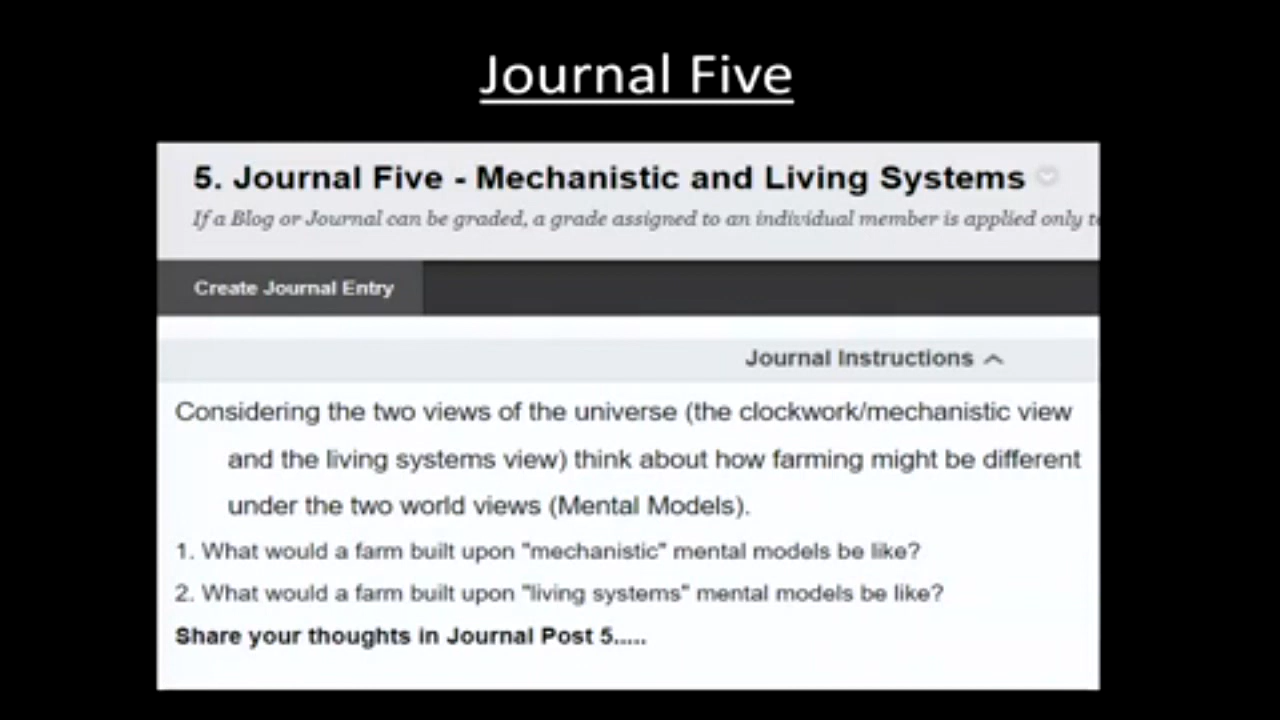 Journal Five
5. Journal Five - Mechanistic and Living Systems
If a Blog or Journal can be graded, a grade assigned to an individual member is applied only
Create Journal Entry
Journal Instructions
Considering the two views of the universe (the clockwork/mechanistic view
and the living systems view) think about how farming might be different
under the two world views (Mental Models).
1. What would a farm built upon "mechanistic" mental models be like?
2. What would a farm built upon "living systems" mental models be like?
Share your thoughts in Journal Post 5.....